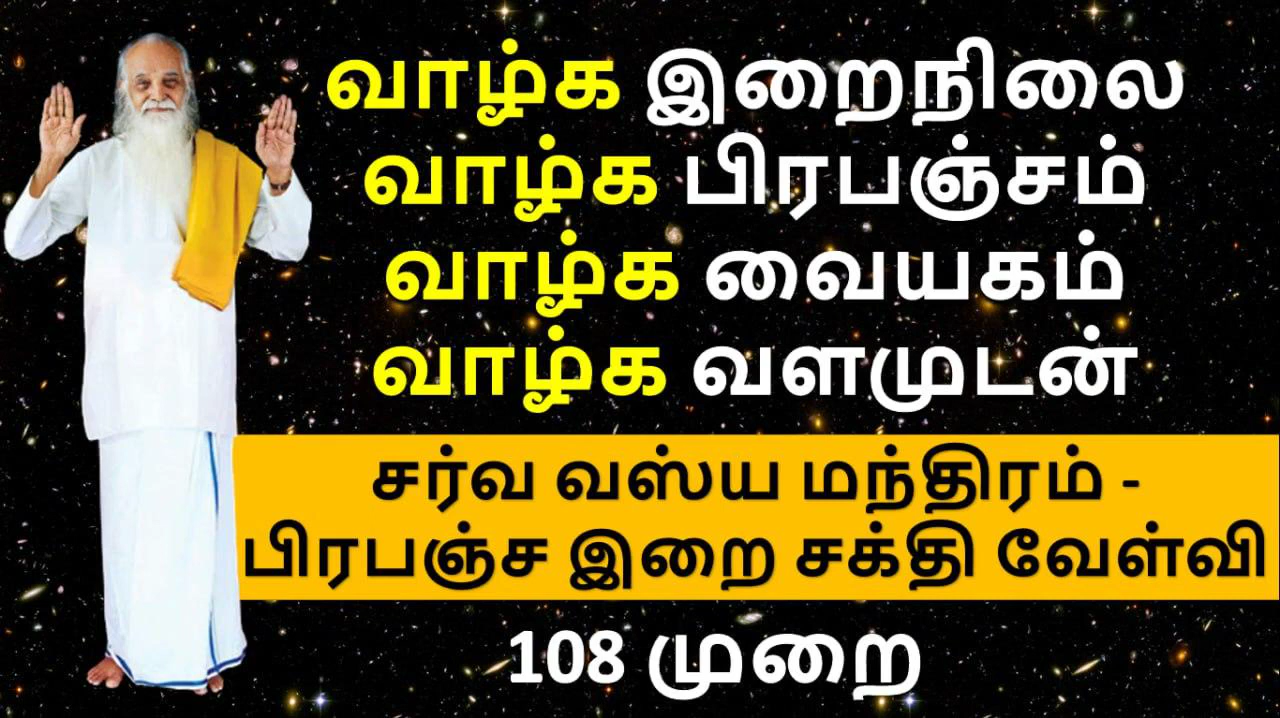 வாழ்க இறைநிலை
வாழ்க பிரபஞ்சம்
வாழ்க வையகம்
வாழ்க வளமுடன்
சர்வ வஸ்ய மந்திரம் -
பிரபஞ்ச இறை சக்தி வேள்வி
108 முறை